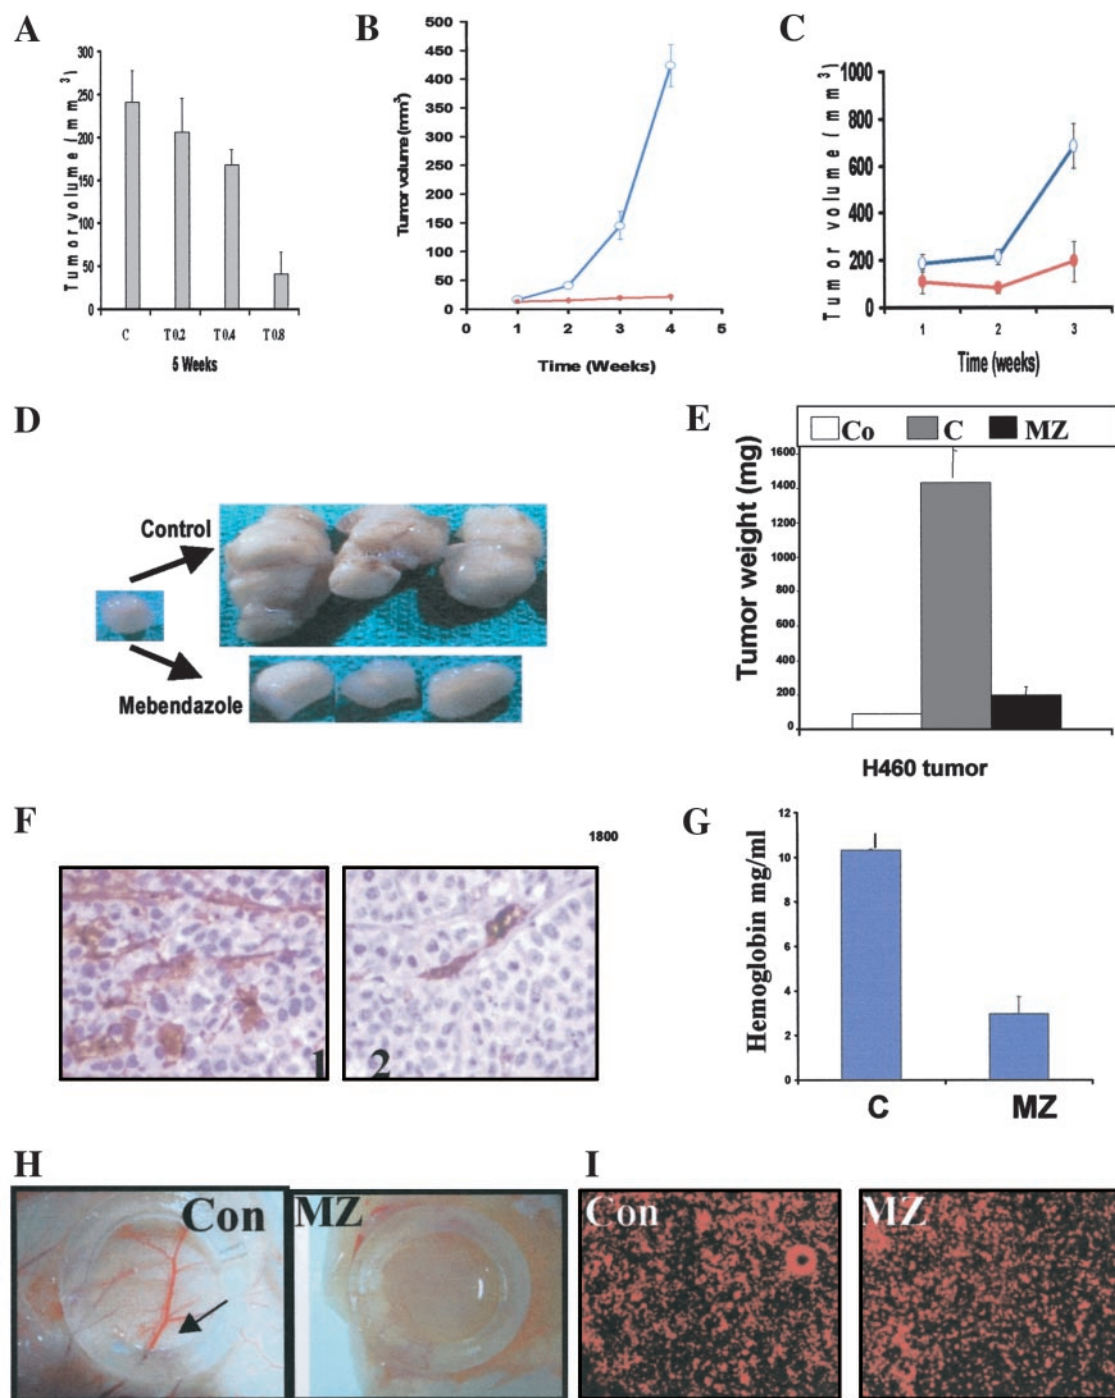 A
Tumor volume (mm³)
300
250
200
150
100
50
0
C T 0.2 T 0.4 T 0.8
5 Weeks
B
Tumor volume (mm³)
450
400
350
300
250
200
150
100
50
0
0 1 2 3 4 5
Time (Weeks)
C
Tumor volume (mm³)
1000
800
600
400
200
0
1 2 3
Time (weeks)
D
Control
Mebendazole
E
Co C MZ
Tumor weight (mg)
1600
1400
1200
1000
800
600
400
200
0
H460 tumor
F
1800
1
2
G
Hemoglobin mg/ml
12
10
8
6
4
2
0
C MZ
H
Con
MZ
I
Con
MZ